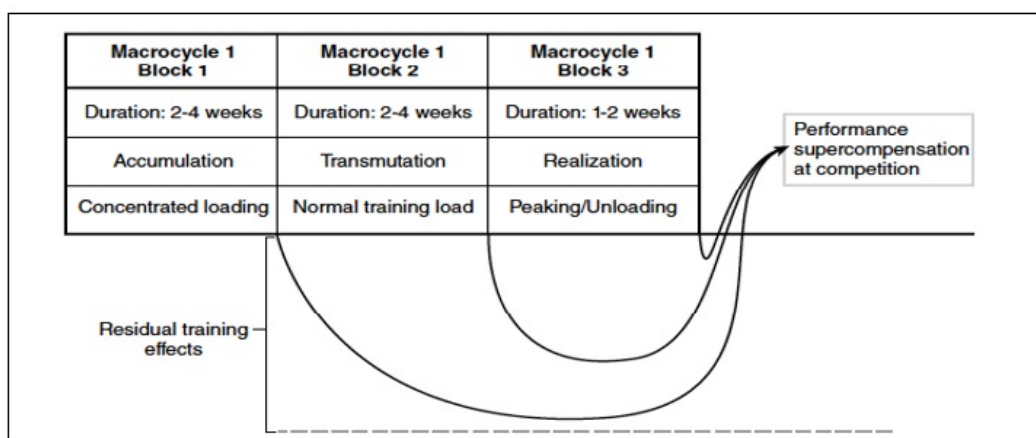 Macrocycle 1
Block 1
Macrocycle 1
Block 2
Macrocycle 1
Block 3
Duration: 2-4 weeks
Duration: 2-4 weeks
Duration: 1-2 weeks
Accumulation
Transmutation
Realization
Concentrated loading
Normal training load
Peaking/Unloading
Performance
supercompensation
at competition
Residual training
effects